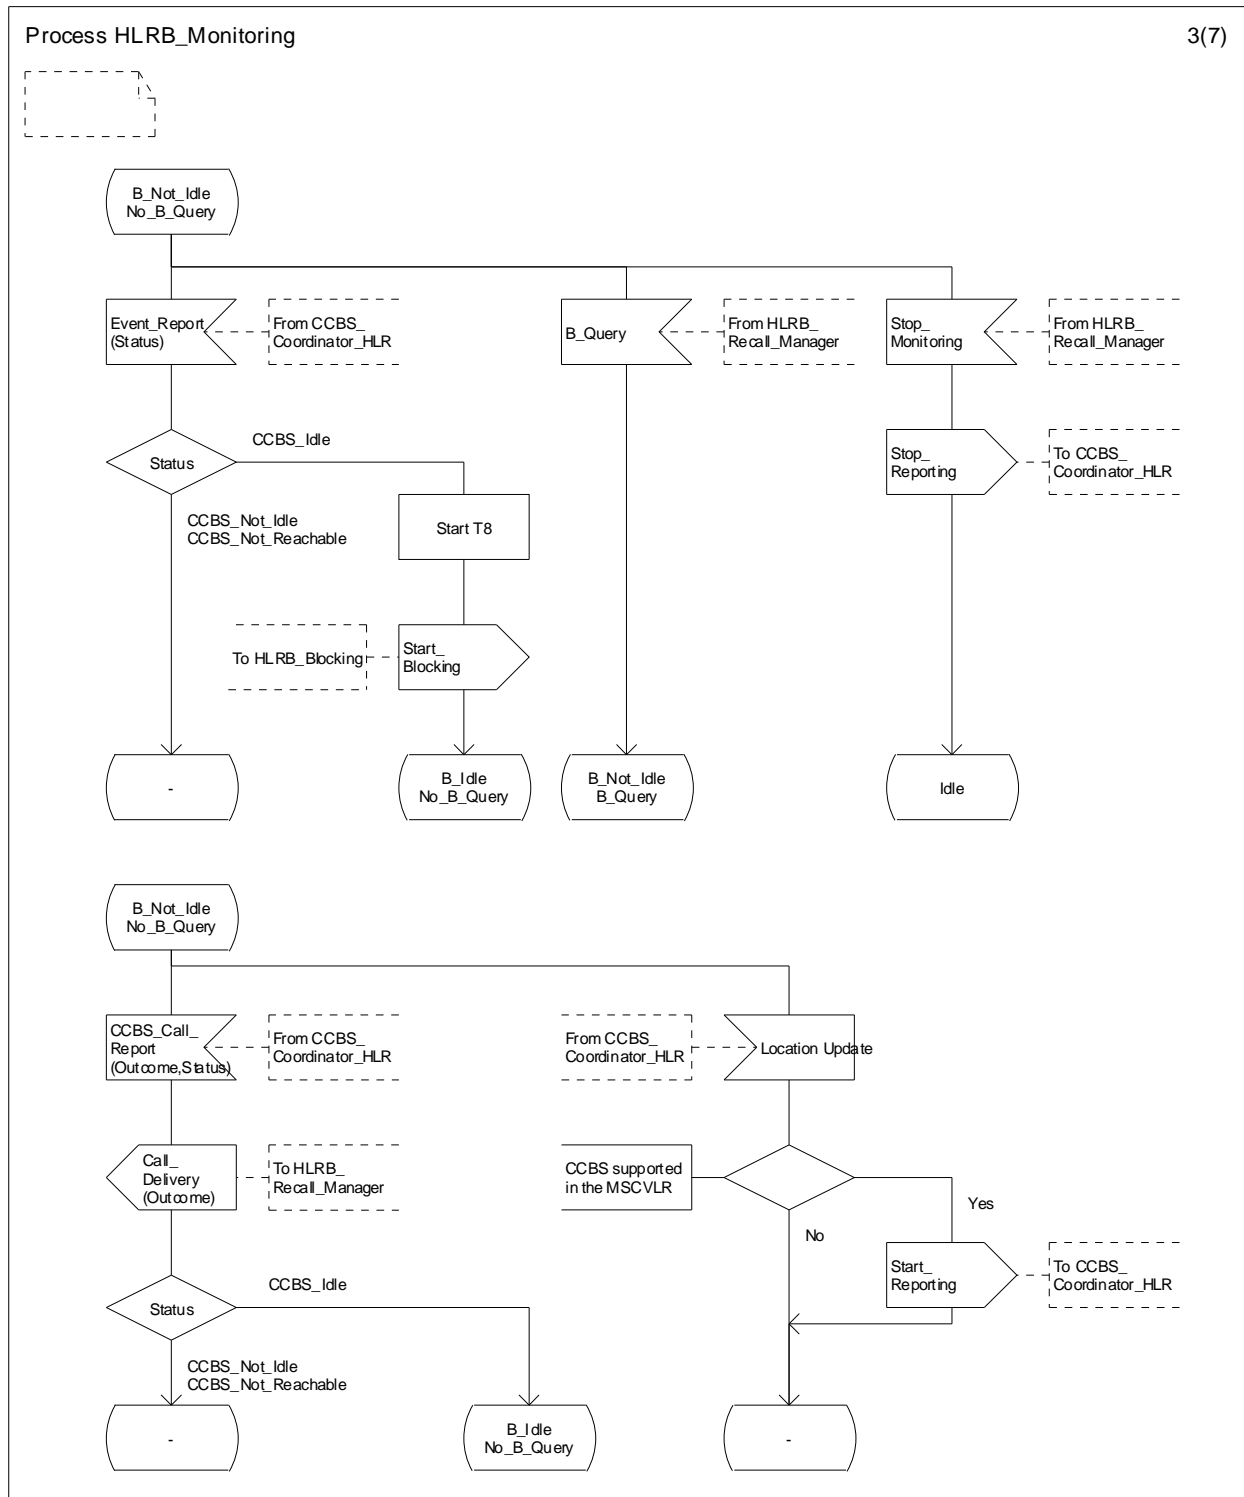 Process HLRB_Monitoring
3(7)
B_Not_Idle
No_B_Query
Event_Report
(Status)
From CCBS_
Coordinator_HLR
B_Query
From HLRB_
Recall_Manager
Stop_
Monitoring
From HLRB_
Recall_Manager
Status
CCBS_Idle
Stop_
Reporting
To CCBS_
Coordinator_HLR
CCBS_Not_Idle
CCBS_Not_Reachable
Start T8
To HLRB_Blocking
Start_
Blocking
-
B_Idle
No_B_Query
B_Not_Idle
B_Query
Idle
B_Not_Idle
No_B_Query
CCBS_Call_
Report
(Outcome,Status)
From CCBS_
Coordinator_HLR
From CCBS_
Coordinator_HLR
Location Update
Call_
Delivery
(Outcome)
To HLRB_
Recall_Manager
CCBS supported
in the MSCVLR
Yes
No
Status
CCBS_Idle
Start_
Reporting
To CCBS_
Coordinator_HLR
CCBS_Not_Idle
CCBS_Not_Reachable
-
B_Idle
No_B_Query
-